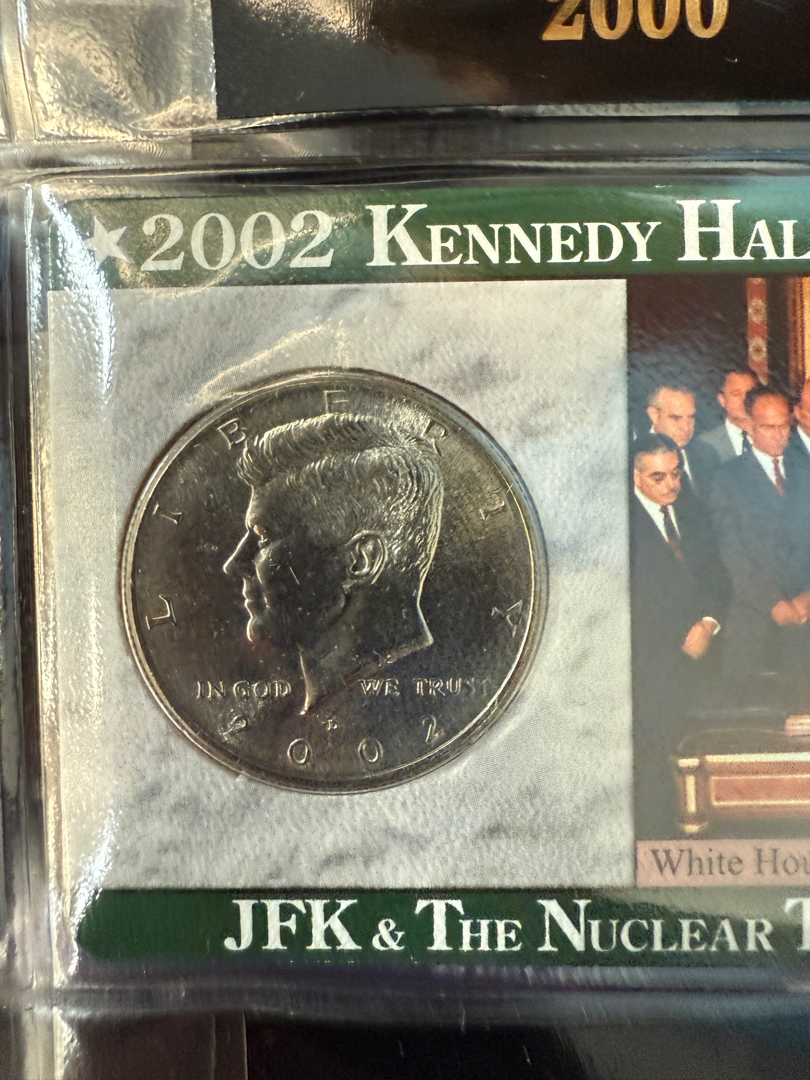 2000
★2002 KENNEDY HAL
LIBERTY
IN GOD WE TRUST
2002
White Hou
JFK & THE NUCLEAR T